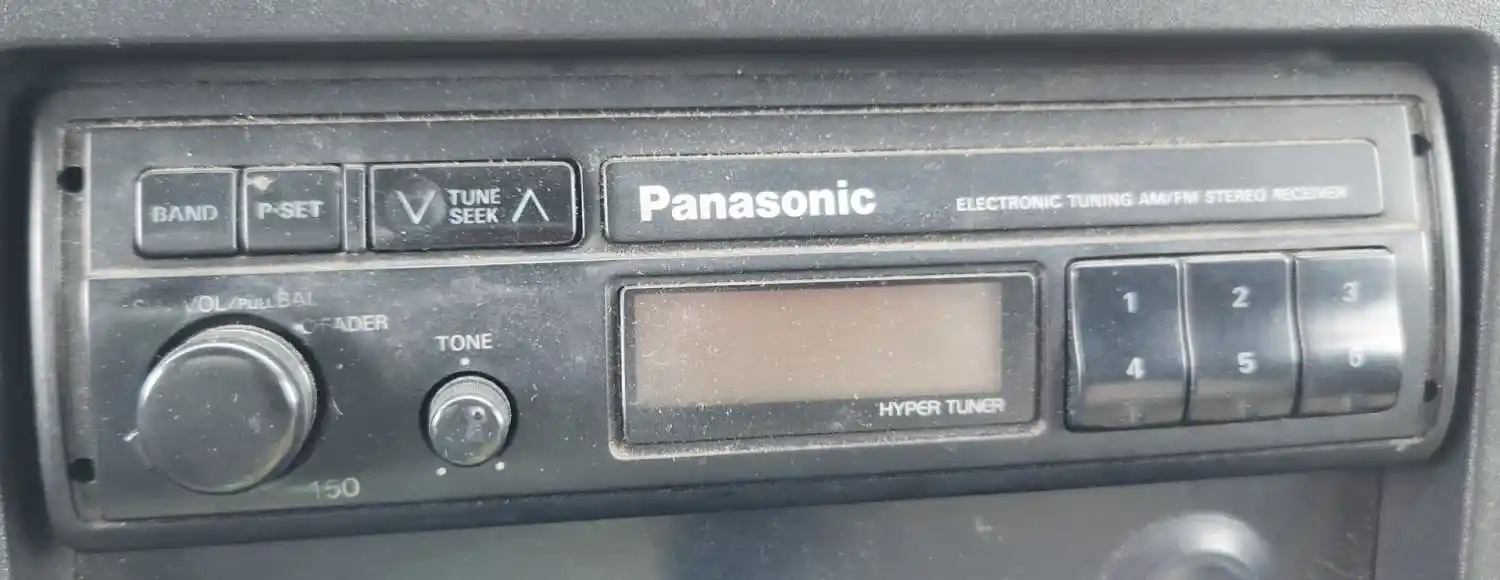 BAND
P·SET
TUNE
SEEK
Panasonic
ELECTRONIC TUNING AM/FM STEREO RECEIVER
VOL/PULL BAL
FADER
TONE
150
HYPER TUNER
1
2
3
4
5
6